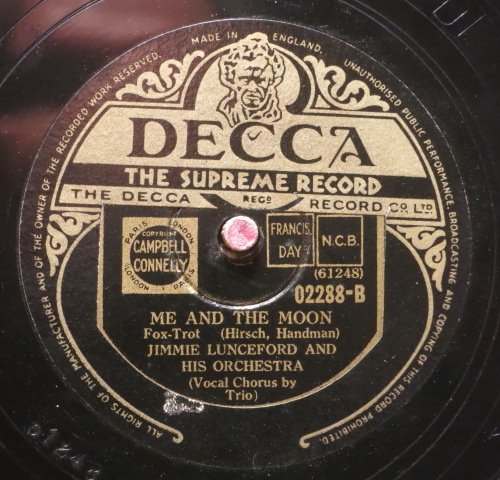 ALL RIGHTS OF THE MANUFACTURER AND OF THE OWNER OF THE RECORDED WORK RESERVED.
MADE IN ENGLAND.
UNAUTHORISED PUBLIC PERFORMANCE, BROADCASTING AND COPYING OF THIS RECORD PROHIBITED.
DECCA
THE SUPREME RECORD
THE DECCA REGD RECORD CO. LTD.
PARIS LONDON
COPYRIGHT
CAMPBELL
CONNELLY
LONDON PARIS
FRANCIS,
DAY
N.C.B.
(61248)
02288-B
ME AND THE MOON
Fox-Trot (Hirsch, Handman)
JIMMIE LUNCEFORD AND
HIS ORCHESTRA
(Vocal Chorus by
Trio)